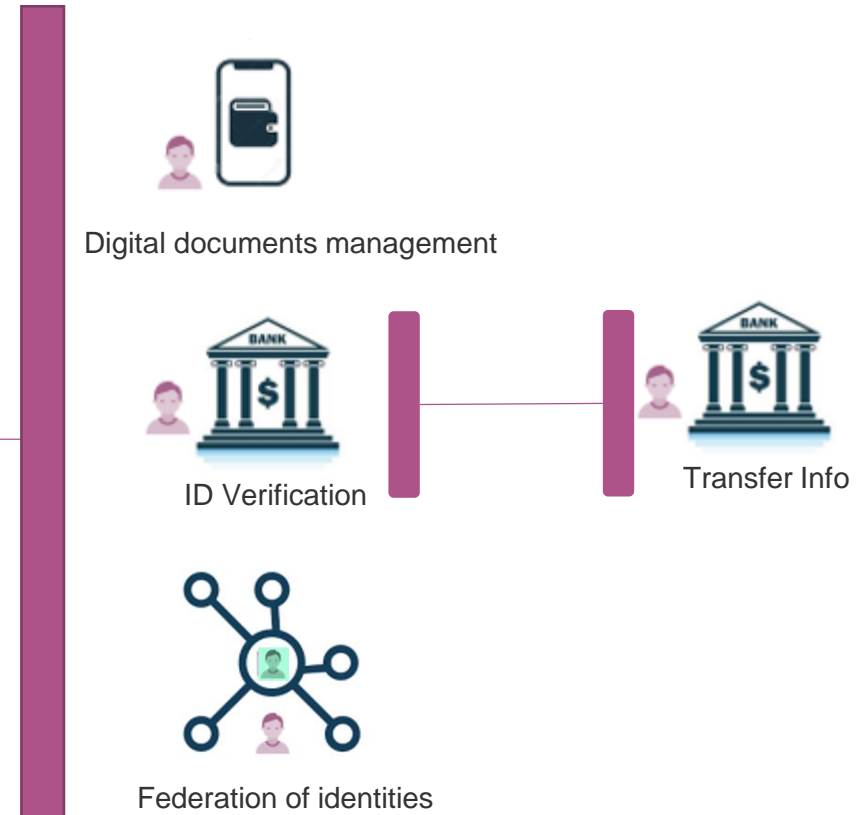 Digital documents management
BANK
$
ID Verification
BANK
$
Transfer Info
Federation of identities